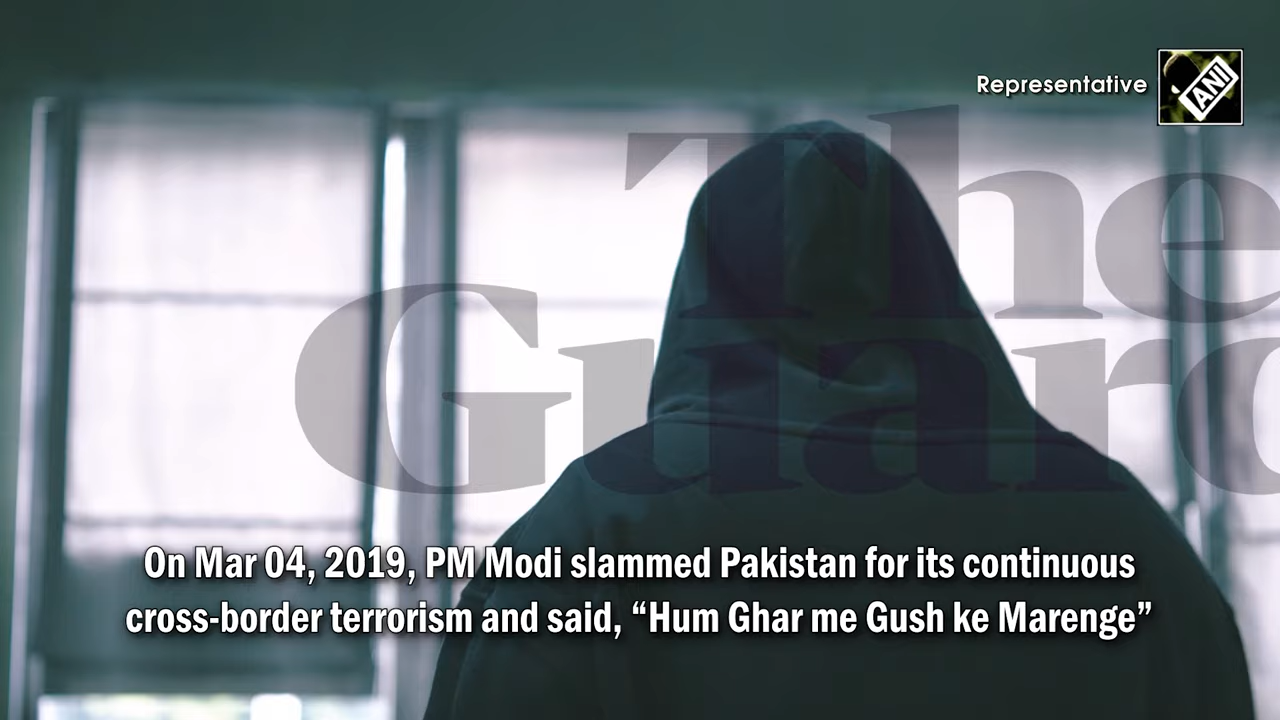 Representative
ANI
The
Guard
On Mar 04, 2019, PM Modi slammed Pakistan for its continuous
cross-border terrorism and said, “Hum Ghar me Gush ke Marenge”